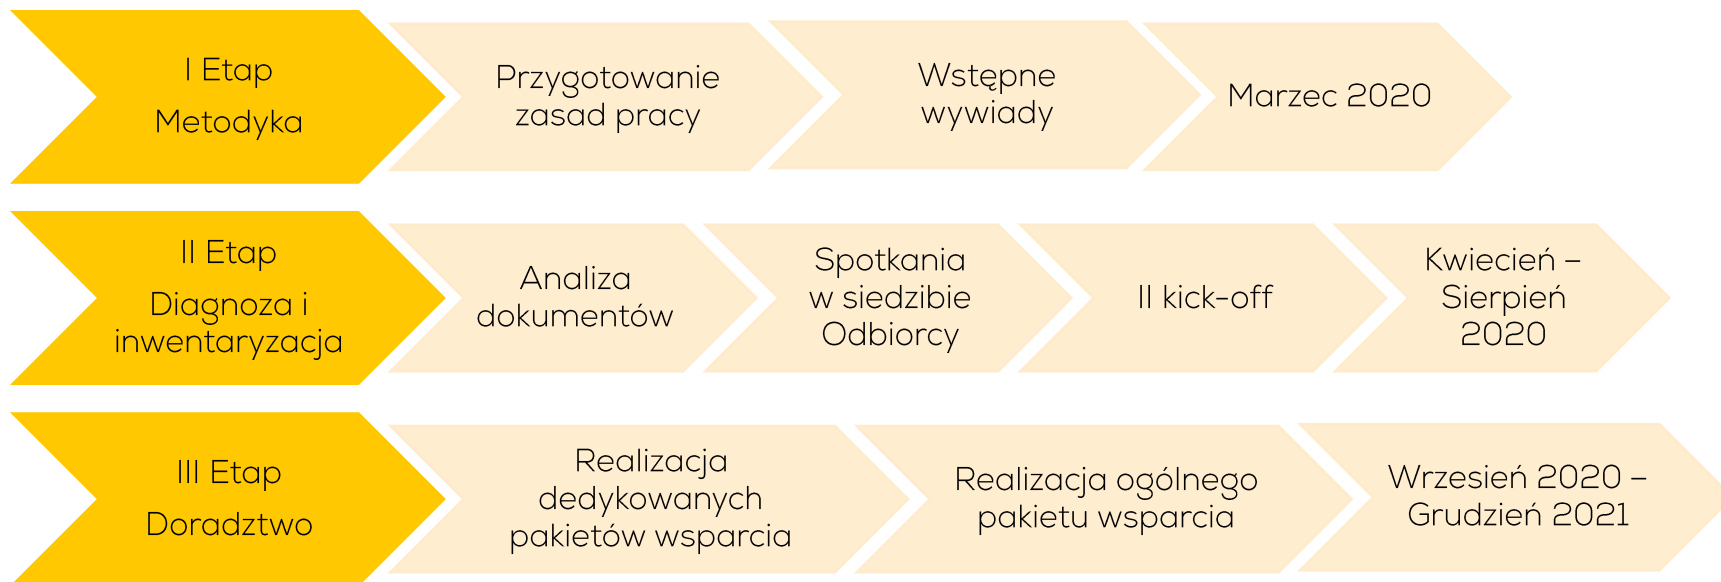 I Etap
Metodyka
Przygotowanie
zasad pracy
Wstępne
wywiady
Marzec 2020
II Etap
Diagnoza i
inwentaryzacja
Analiza
dokumentów
Spotkania
w siedzibie
Odbiorcy
II kick-off
Kwiecień –
Sierpień
2020
III Etap
Doradztwo
Realizacja
dedykowanych
pakietów wsparcia
Realizacja ogólnego
pakietu wsparcia
Wrzesień 2020 –
Grudzień 2021